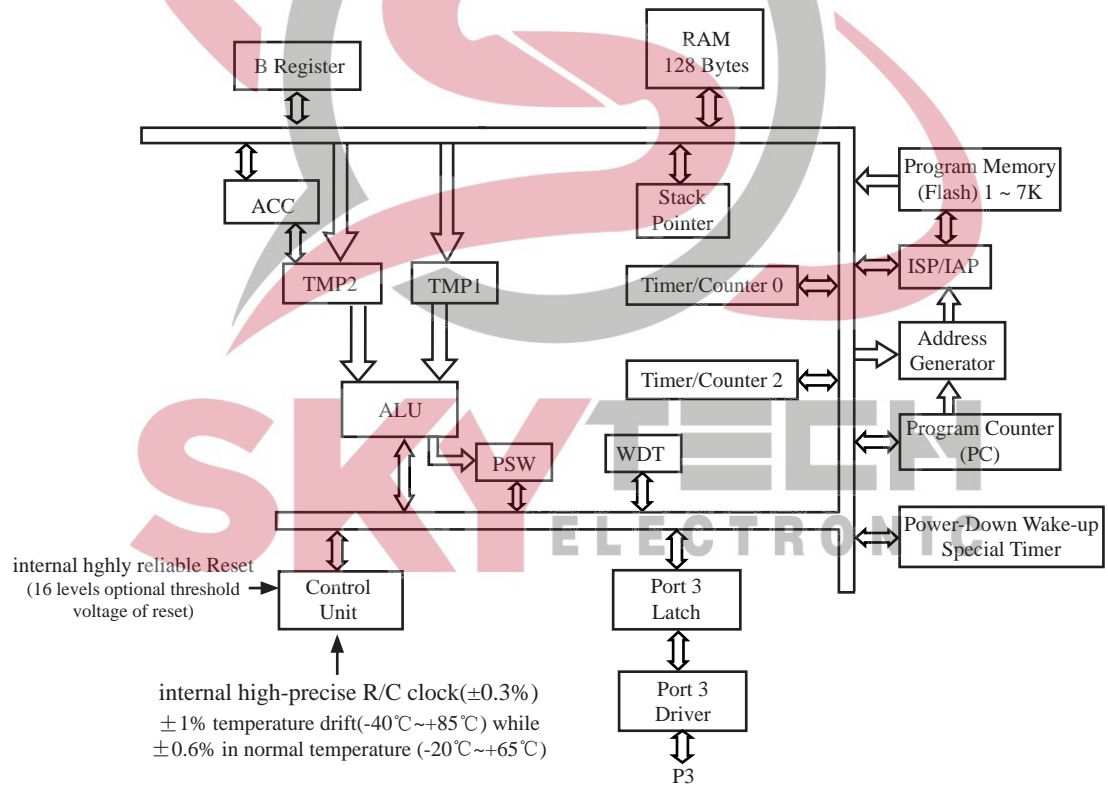 RAM
128 Bytes
B Register
Program Memory
(Flash) 1 ~ 7K
ACC
Stack
Pointer
ISP/IAP
TMP2
TMP1
Timer/Counter 0
Address
Generator
Timer/Counter 2
ALU
Program Counter
(PC)
PSW
WDT
SKYTECH
ELECTRONIC
Power-Down Wake-up
Special Timer
internal hghly reliable Reset
(16 levels optional threshold
voltage of reset)
Control
Unit
Port 3
Latch
internal high-precise R/C clock(±0.3%)
±1% temperature drift(-40℃~+85℃) while
±0.6% in normal temperature (-20℃~+65℃)
Port 3
Driver
P3